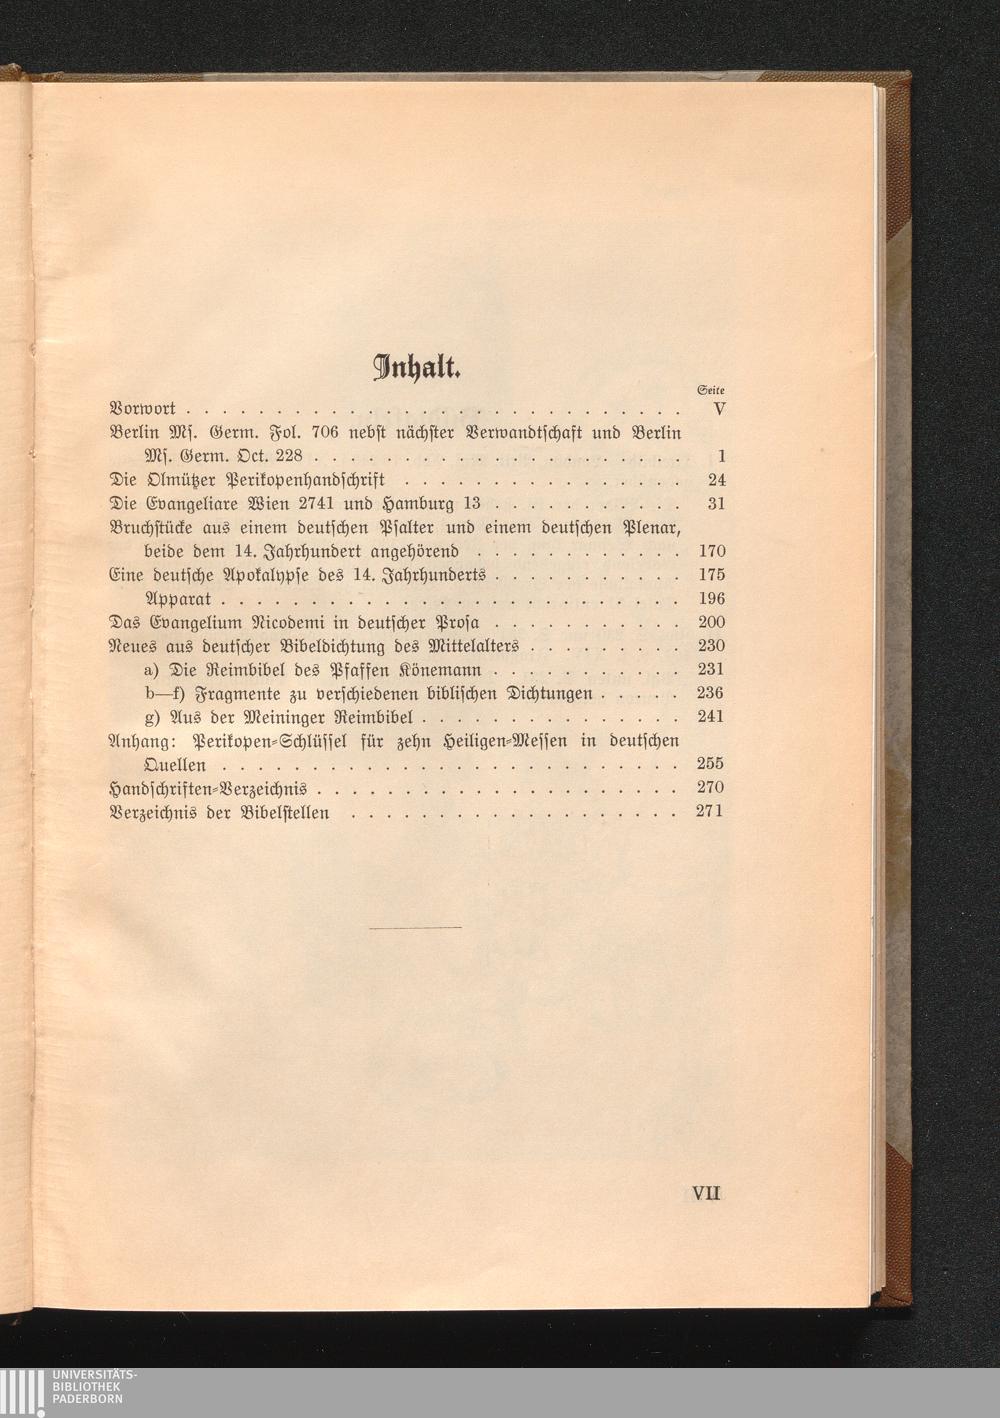 Inhalt.
Seite
Vorwort . . . . . . . . . . . . . . . . . . . . . . . . . . . . . V
Berlin Ms. Germ. Fol. 706 nebst nächster Verwandtschaft und Berlin
Ms. Germ. Oct. 228 . . . . . . . . . . . . . . . . . . . . . 1
Die Olmützer Perikopenhandschrift . . . . . . . . . . . . . . . . 24
Die Evangeliare Wien 2741 und Hamburg 13 . . . . . . . . . . . 31
Bruchstücke aus einem deutschen Psalter und einem deutschen Plenar,
beide dem 14. Jahrhundert angehörend . . . . . . . . . . . . 170
Eine deutsche Apokalypse des 14. Jahrhunderts . . . . . . . . . . . 175
Apparat . . . . . . . . . . . . . . . . . . . . . . . . . . 196
Das Evangelium Nicodemi in deutscher Prosa . . . . . . . . . . . 200
Neues aus deutscher Bibeldichtung des Mittelalters . . . . . . . . . 230
a) Die Reimbibel des Pfaffen Könemann . . . . . . . . . . . 231
b—f) Fragmente zu verschiedenen biblischen Dichtungen . . . . . 236
g) Aus der Meininger Reimbibel . . . . . . . . . . . . . . . 241
Anhang: Perikopen-Schlüssel für zehn Heiligen-Messen in deutschen
Quellen . . . . . . . . . . . . . . . . . . . . . . . . . . 255
Handschriften-Verzeichnis . . . . . . . . . . . . . . . . . . . . . 270
Verzeichnis der Bibelstellen . . . . . . . . . . . . . . . . . . . 271
VII
UNIVERSITÄTS-
BIBLIOTHEK
PADERBORN